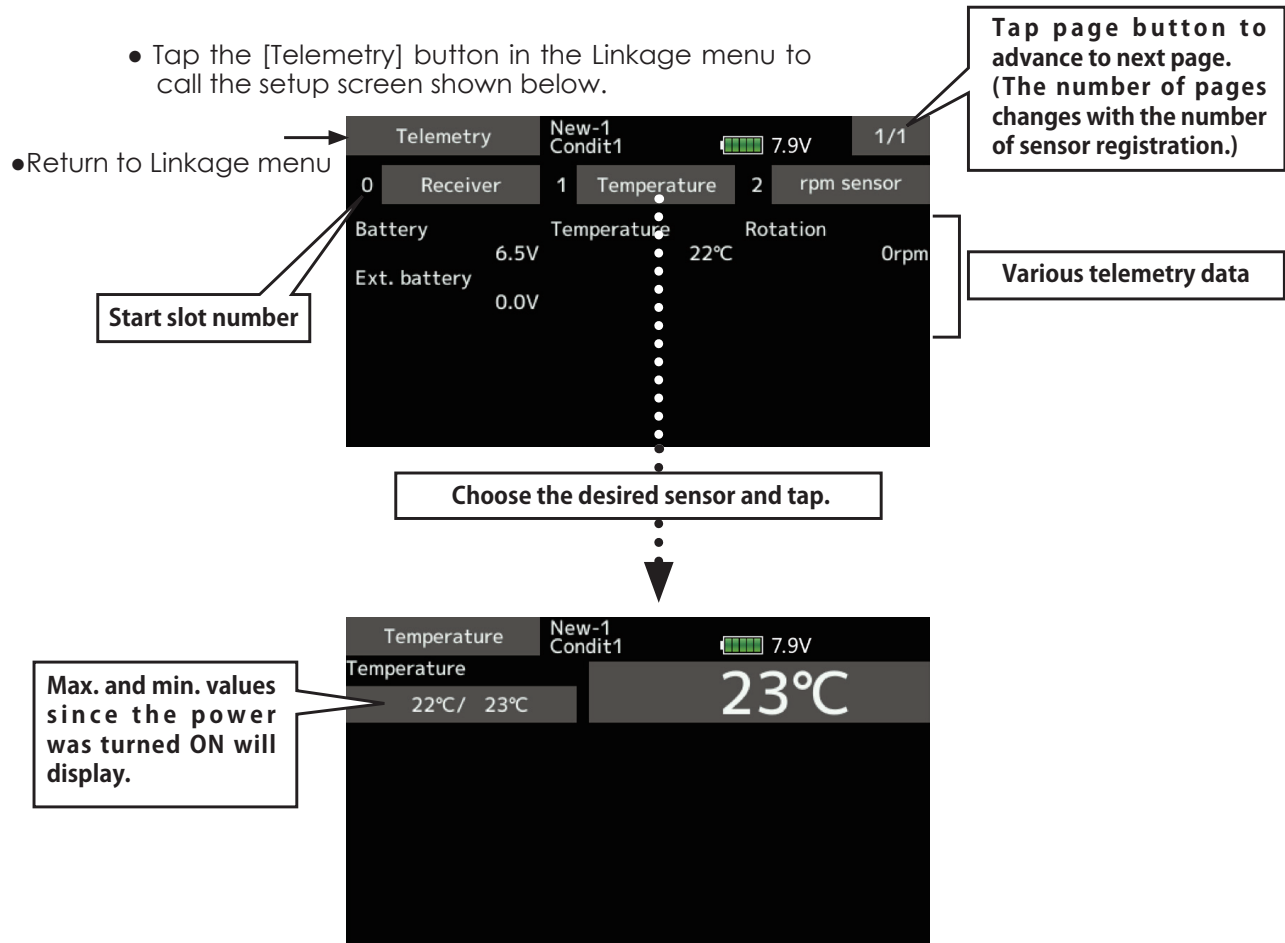 ● Tap the [Telemetry] button in the Linkage menu to
call the setup screen shown below.
Tap page button to
advance to next page.
(The number of pages
changes with the number
of sensor registration.)
●Return to Linkage menu
Telemetry
New-1
Condit1
7.9V
1/1
0 Receiver 1 Temperature 2 rpm sensor
Battery Temperature Rotation
6.5V 22℃ 0rpm
Ext. battery
0.0V
Start slot number
Various telemetry data
Choose the desired sensor and tap.
Temperature
New-1
Condit1
7.9V
Temperature
22℃/ 23℃
23℃
Max. and min. values
since the power
was turned ON will
display.